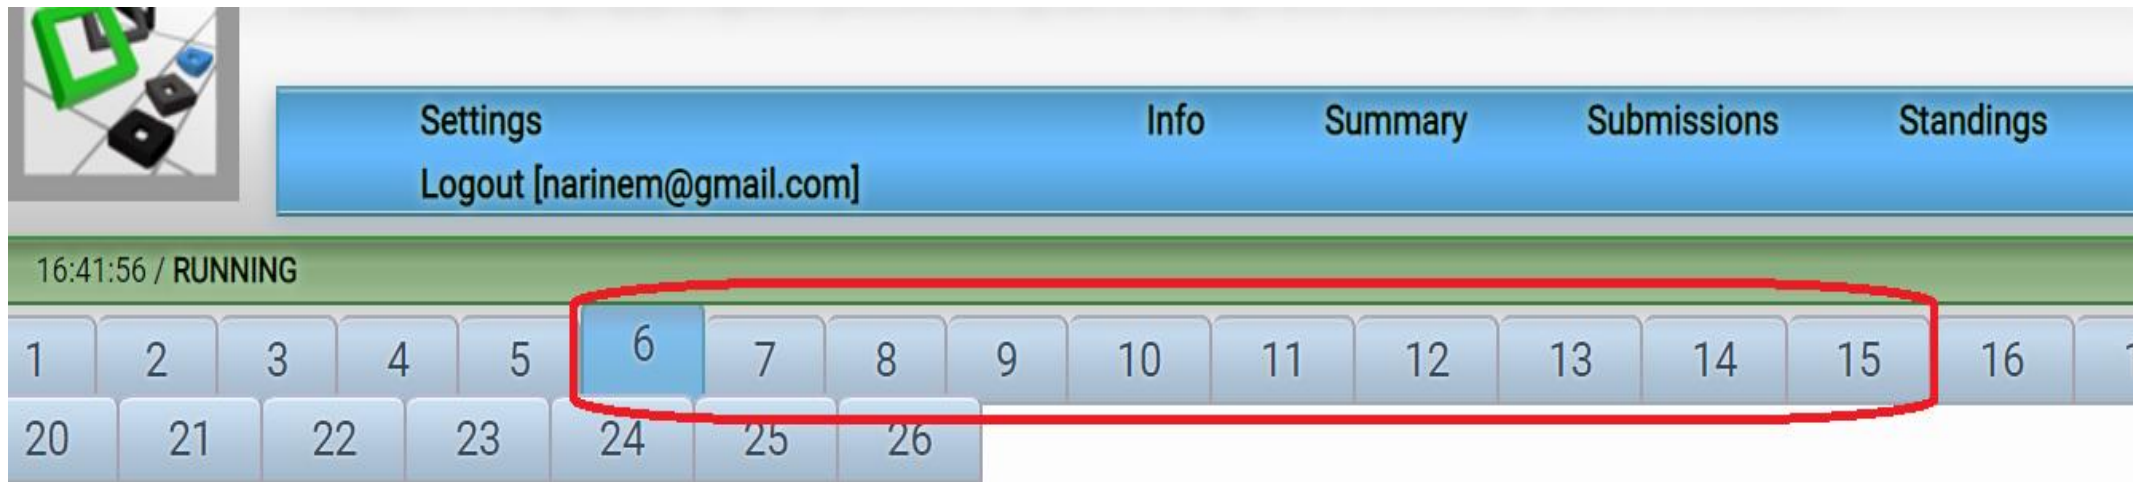 Settings Info Summary Submissions Standings
Logout [narinem@gmail.com]
16:41:56 / RUNNING
1 2 3 4 5 6 7 8 9 10 11 12 13 14 15 16
20 21 22 23 24 25 26